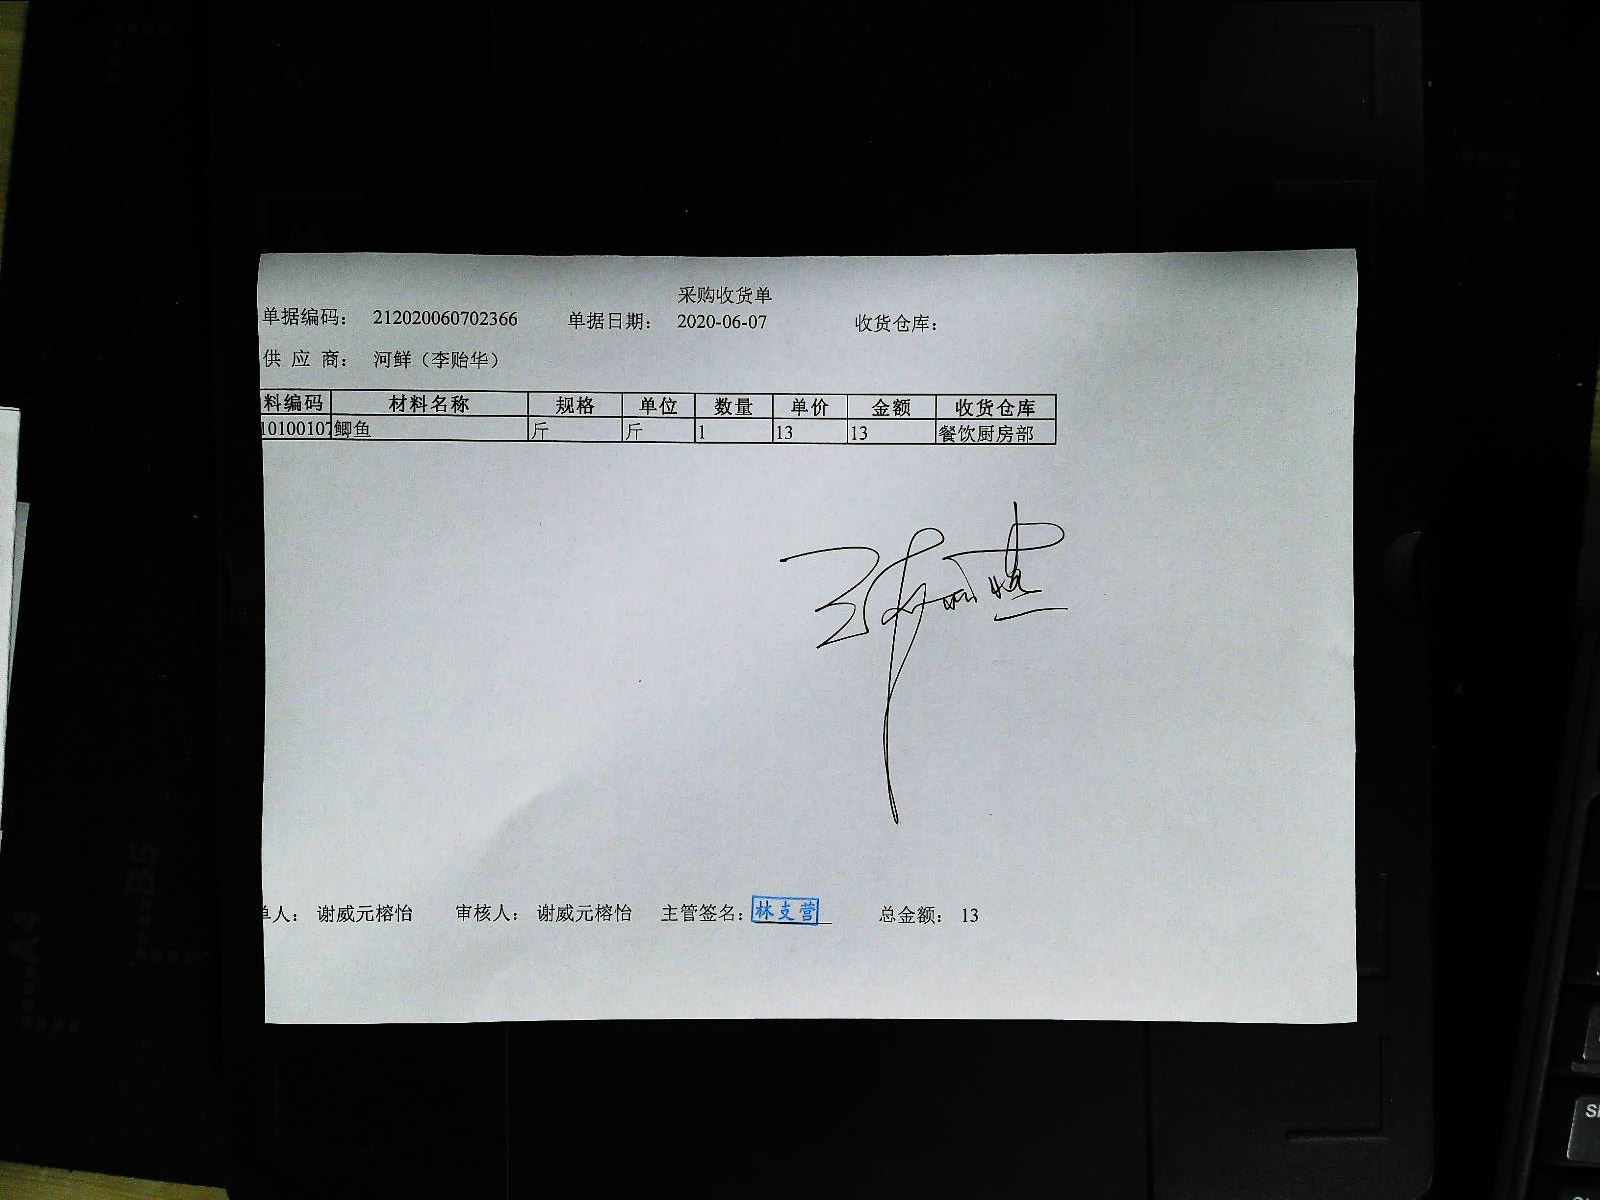 采购收货单
单据编码： 212020060702366 单据日期： 2020-06-07 收货仓库：
供 应 商： 河鲜（李贻华）
料编码 材料名称 规格 单位 数量 单价 金额 收货仓库
10100107 鲫鱼 斤 斤 1 13 13 餐饮厨房部
单人： 谢威元榕怡 审核人： 谢威元榕怡 主管签名： 林支营 总金额： 13